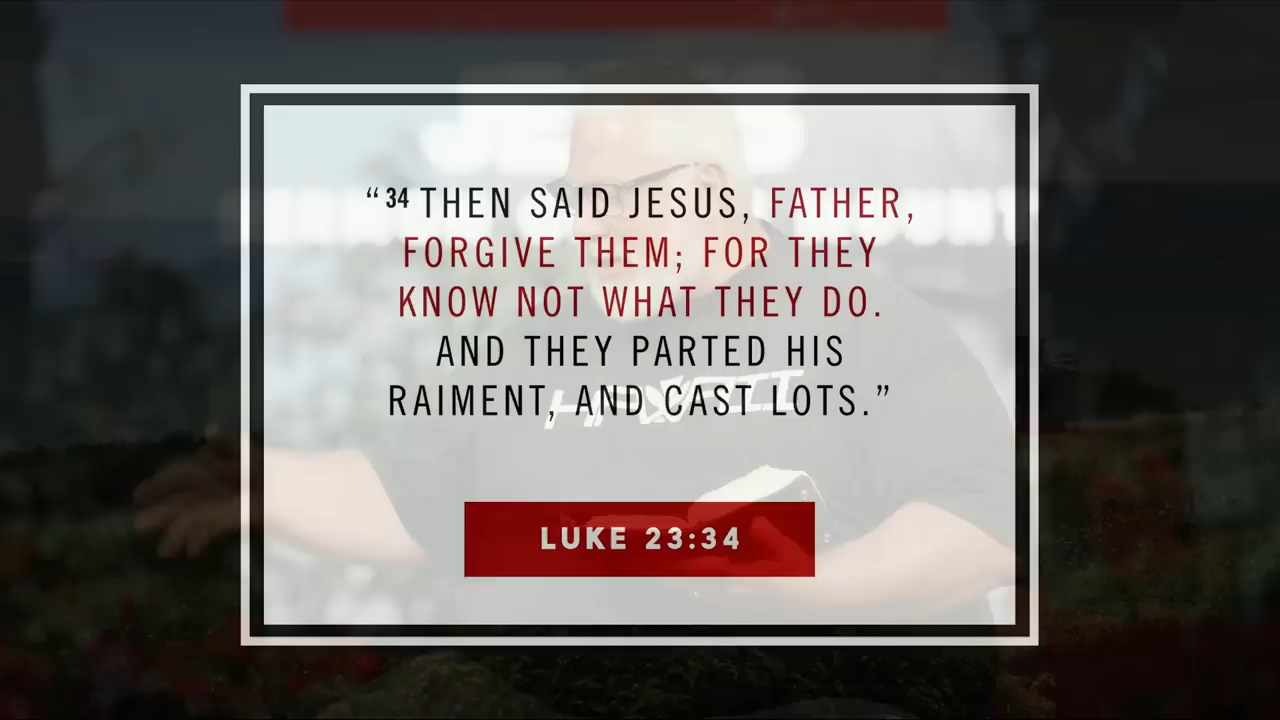 “34 THEN SAID JESUS, FATHER,
FORGIVE THEM; FOR THEY
KNOW NOT WHAT THEY DO.
AND THEY PARTED HIS
RAIMENT, AND CAST LOTS.”
LUKE 23:34